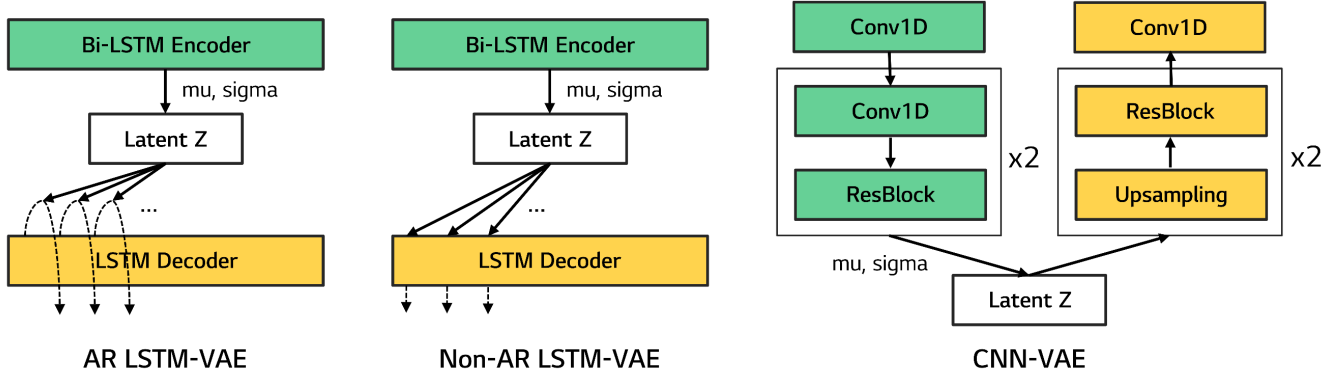 Bi-LSTM Encoder
mu, sigma
Latent Z
...
LSTM Decoder
AR LSTM-VAE
Bi-LSTM Encoder
mu, sigma
Latent Z
...
LSTM Decoder
Non-AR LSTM-VAE
Conv1D
Conv1D
ResBlock
x2
mu, sigma
Latent Z
Conv1D
ResBlock
Upsampling
x2
CNN-VAE